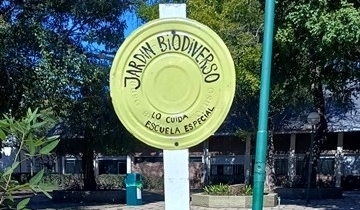 JARDIN BIODIVERSO
LO CUIDA
ESCUELA ESPECIAL